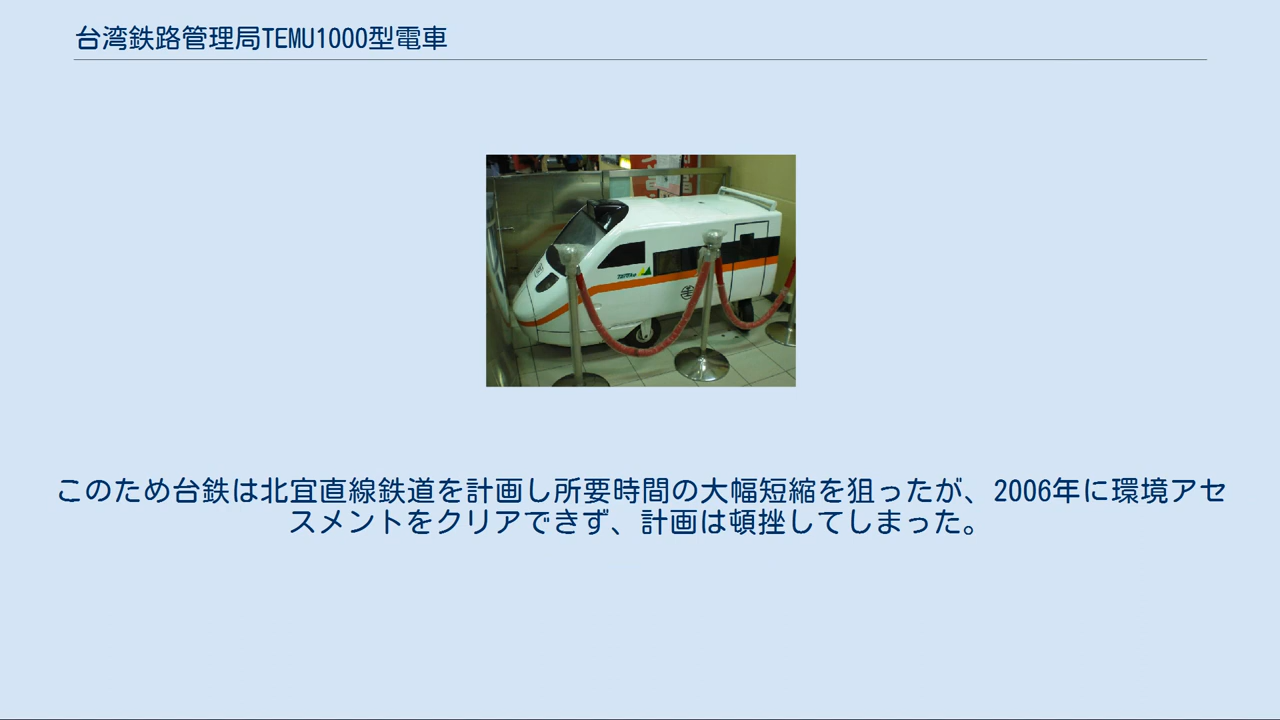 台湾鉄路管理局TEMU1000型電車
このため台鉄は北宜直線鉄道を計画し所要時間の大幅短縮を狙ったが、2006年に環境アセ
スメントをクリアできず、計画は頓挫してしまった。